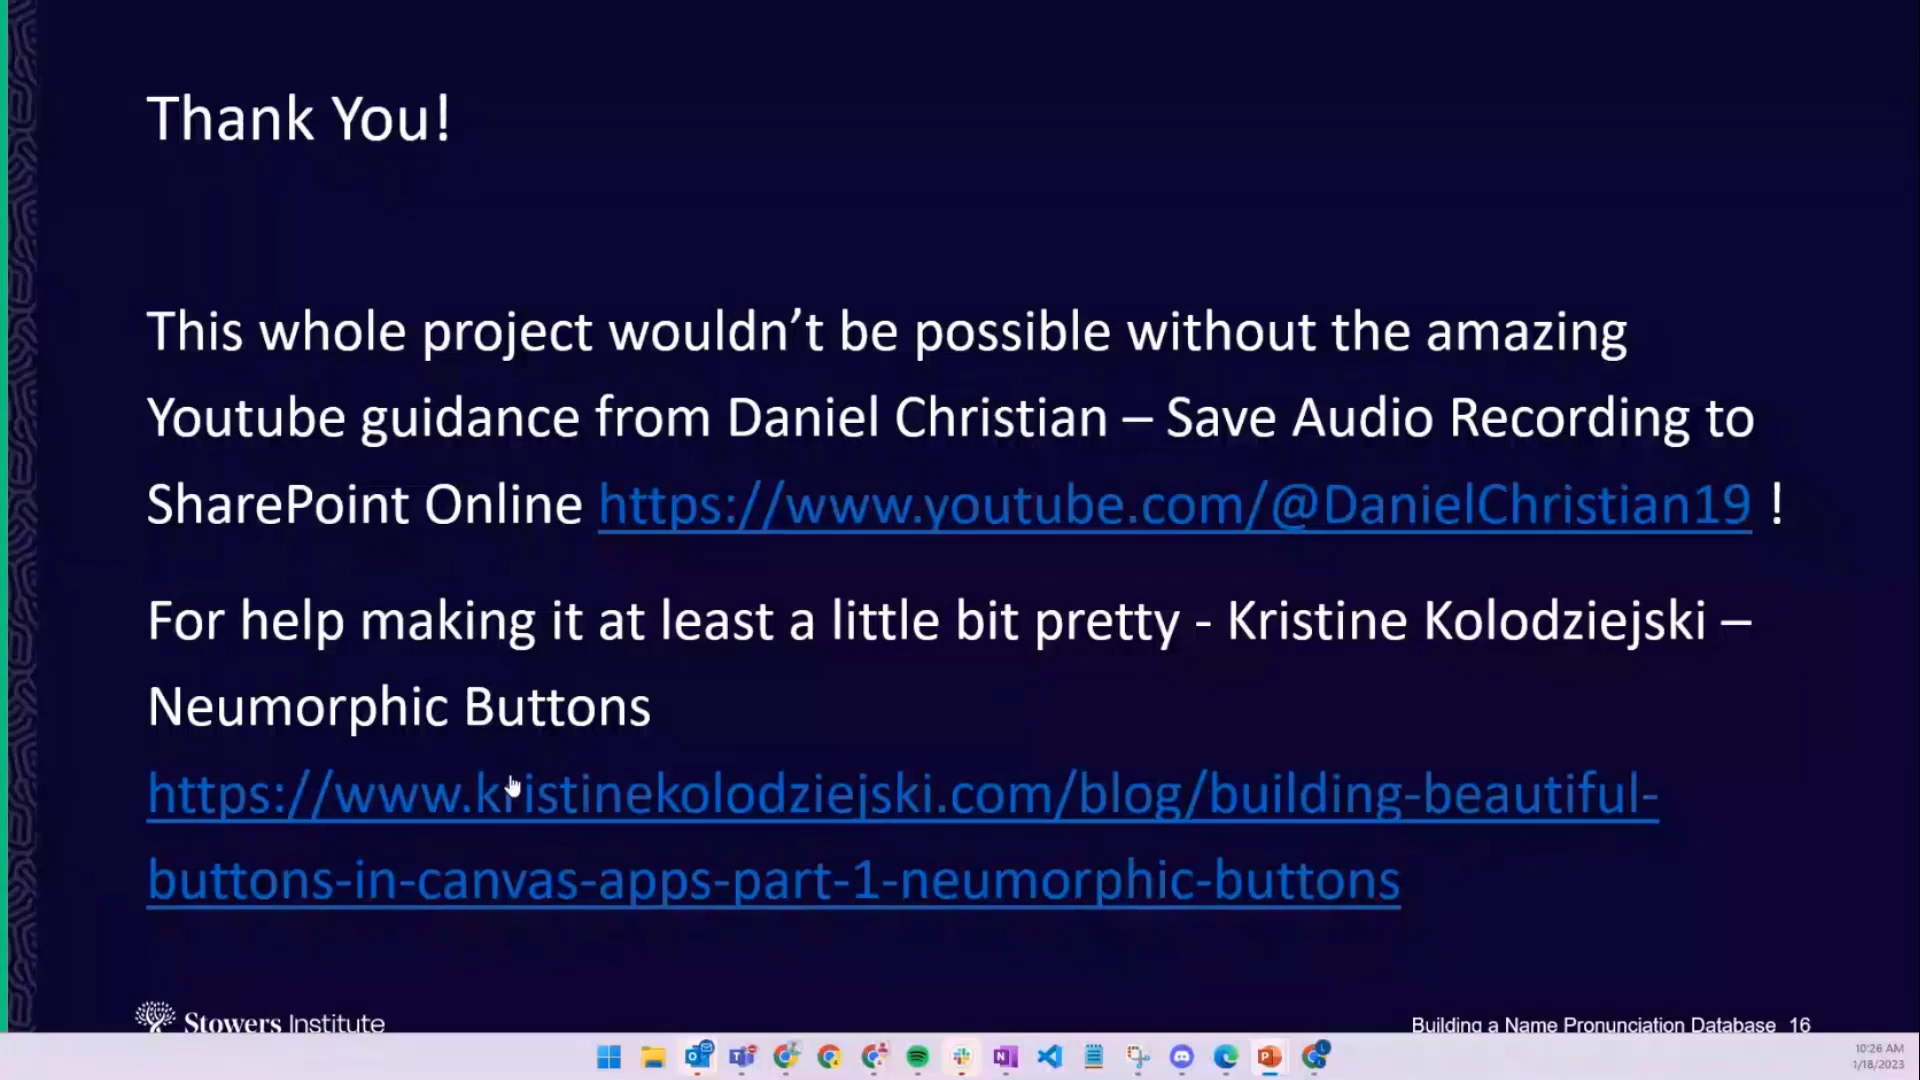 Thank You!
This whole project wouldn’t be possible without the amazing
Youtube guidance from Daniel Christian – Save Audio Recording to
SharePoint Online https://www.youtube.com/@DanielChristian19 !
For help making it at least a little bit pretty - Kristine Kolodziejski –
Neumorphic Buttons
https://www.kristinekolodziejski.com/blog/building-beautiful-
buttons-in-canvas-apps-part-1-neumorphic-buttons
Stowers Institute
Building a Name Pronunciation Database 16
10:26 AM
1/18/2023